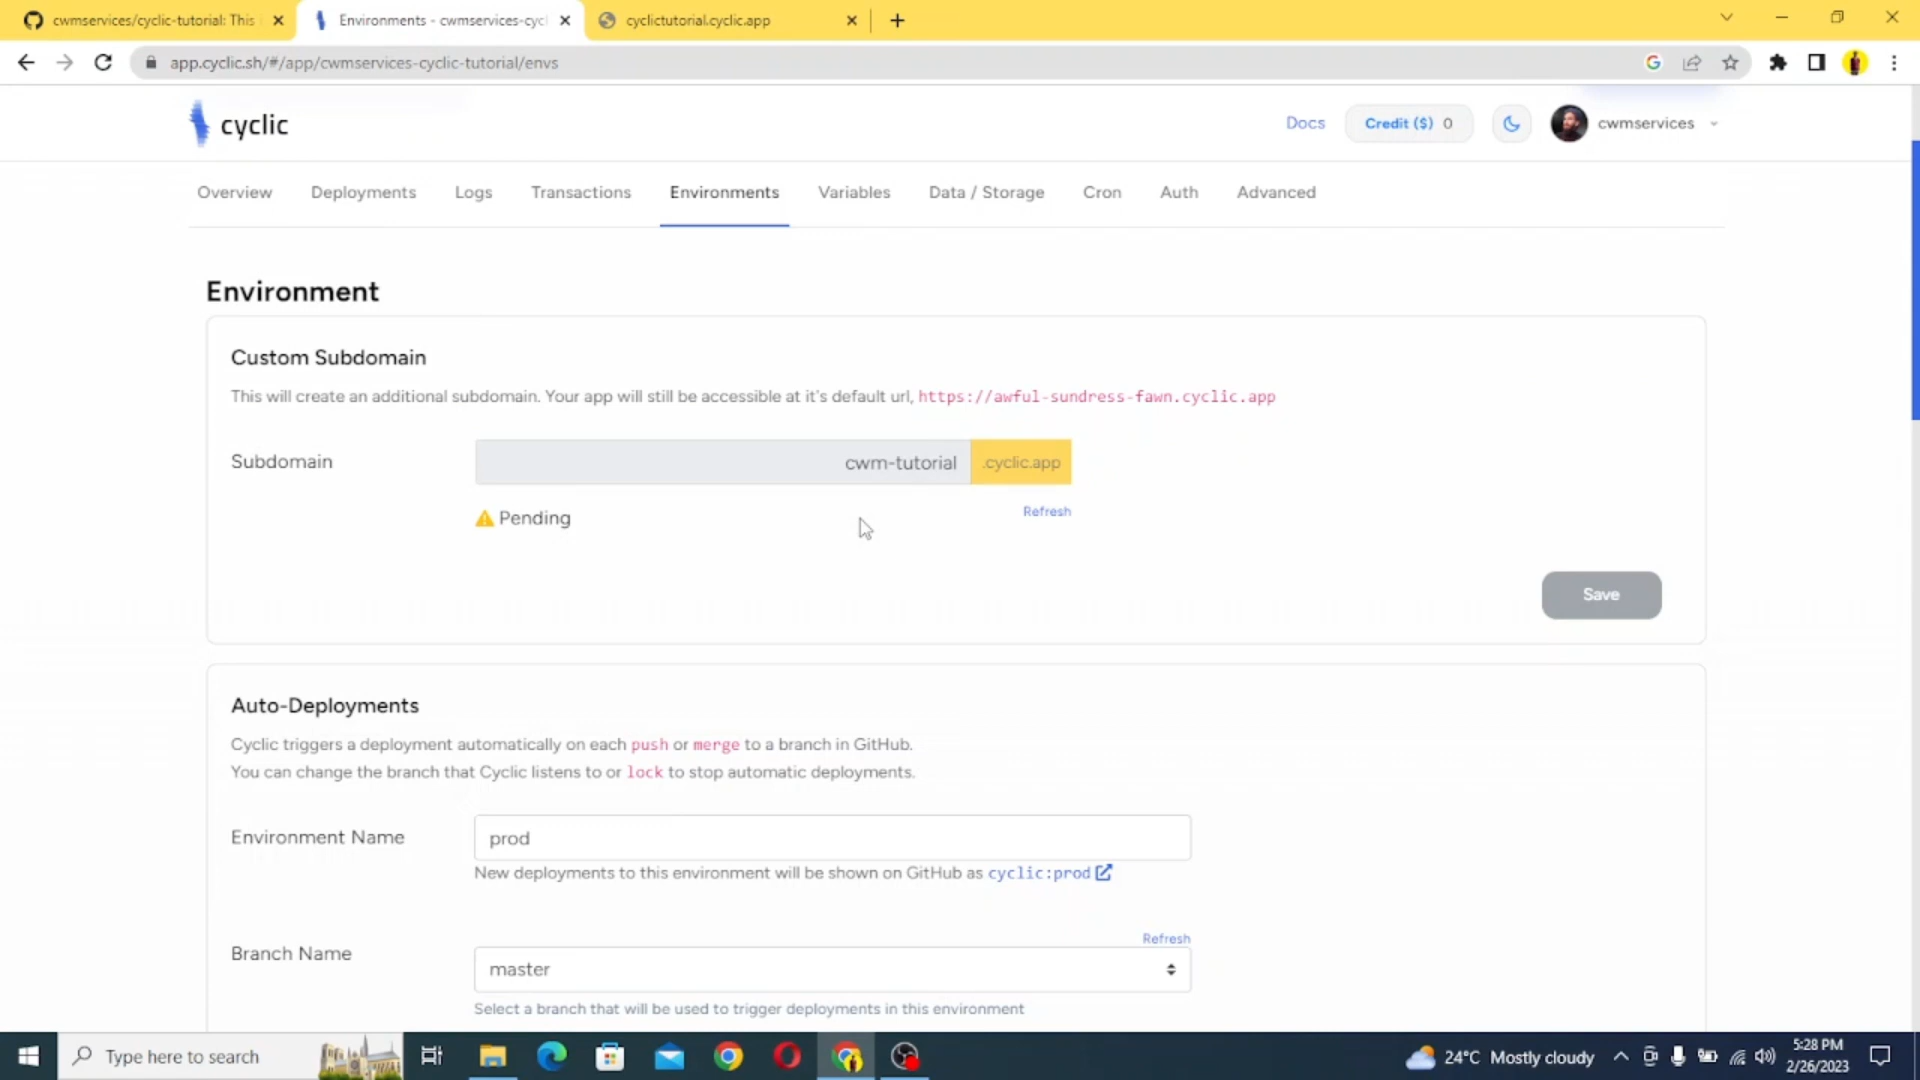 cwmservices/cyclic-tutorial: This
Environments - cwmservices-cycl
cyclictutorial.cyclic.app
app.cyclic.sh/#/app/cwmservices-cyclic-tutorial/envs
cyclic
Docs
Credit ($) 0
cwmservices
Overview
Deployments
Logs
Transactions
Environments
Variables
Data / Storage
Cron
Auth
Advanced
Environment
Custom Subdomain
This will create an additional subdomain. Your app will still be accessible at it's default url, https://awful-sundress-fawn.cyclic.app
Subdomain
cwm-tutorial
.cyclic.app
Pending
Refresh
Save
Auto-Deployments
Cyclic triggers a deployment automatically on each push or merge to a branch in GitHub.
You can change the branch that Cyclic listens to or lock to stop automatic deployments.
Environment Name
prod
New deployments to this environment will be shown on GitHub as cyclic:prod
Refresh
Branch Name
master
Select a branch that will be used to trigger deployments in this environment
Type here to search
24°C Mostly cloudy
5:28 PM
2/26/2023